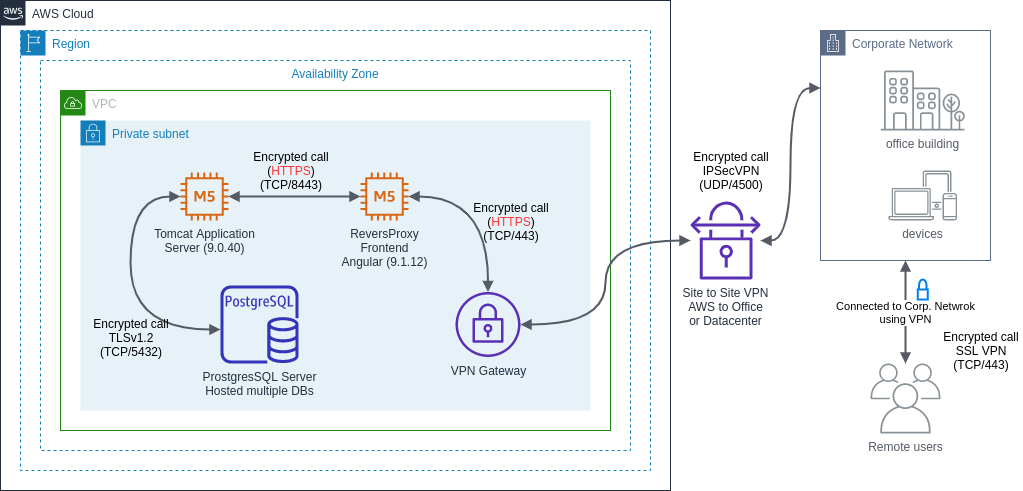 aws
AWS Cloud
Region
Availability Zone
VPC
Private subnet
Encrypted call
(HTTPS)
(TCP/8443)
M5
Tomcat Application
Server (9.0.40)
M5
ReversProxy
Frontend
Angular (9.1.12)
Encrypted call
(HTTPS)
(TCP/443)
Encrypted call
TLSv1.2
(TCP/5432)
PostgreSQL
ProstgresSQL Server
Hosted multiple DBs
VPN Gateway
Encrypted call
IPSecVPN
(UDP/4500)
Site to Site VPN
AWS to Office
or Datacenter
Corporate Network
office building
devices
Connected to Corp. Netwrok
using VPN
Encrypted call
SSL VPN
(TCP/443)
Remote users